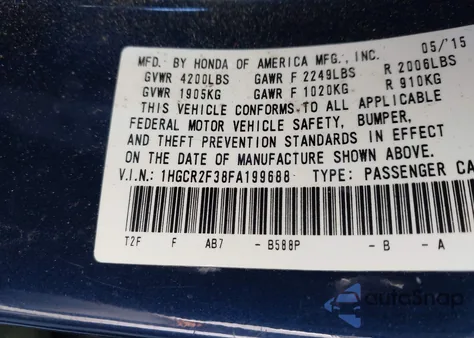 MFD. BY HONDA OF AMERICA MFG., INC. 05/'15
GVWR 4200LBS GAWR F 2249LBS R 2006LBS
GVWR 1905KG GAWR F 1020KG R 910KG
THIS VEHICLE CONFORMS TO ALL APPLICABLE
FEDERAL MOTOR VEHICLE SAFETY, BUMPER,
AND THEFT PREVENTION STANDARDS IN EFFECT
ON THE DATE OF MANUFACTURE SHOWN ABOVE.
V.I.N.: 1HGCR2F38FA199688 TYPE: PASSENGER CA
T2F F AB7 - B588P - B - A
autoSnap